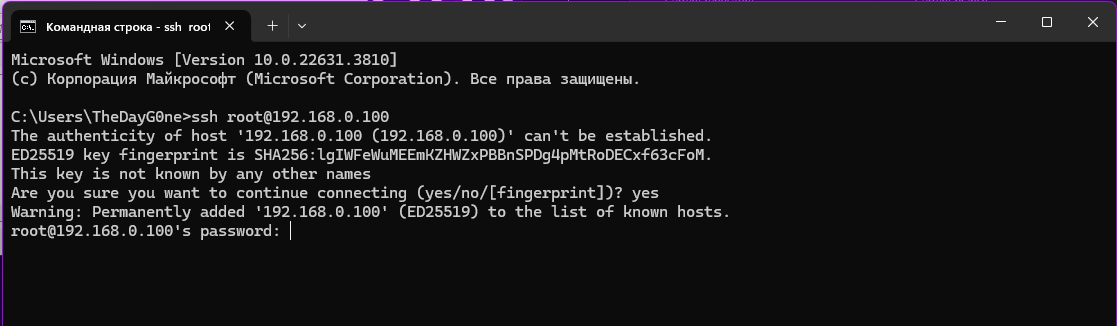 Командная строка - ssh root
Microsoft Windows [Version 10.0.22631.3810]
(c) Корпорация Майкрософт (Microsoft Corporation). Все права защищены.
C:\Users\TheDayG0ne>ssh root@192.168.0.100
The authenticity of host '192.168.0.100 (192.168.0.100)' can't be established.
ED25519 key fingerprint is SHA256:lgIWFeWuMEEmKZHWZxPBBnSPDg4pMtRoDECxf63cFoM.
This key is not known by any other names
Are you sure you want to continue connecting (yes/no/[fingerprint])? yes
Warning: Permanently added '192.168.0.100' (ED25519) to the list of known hosts.
root@192.168.0.100's password: